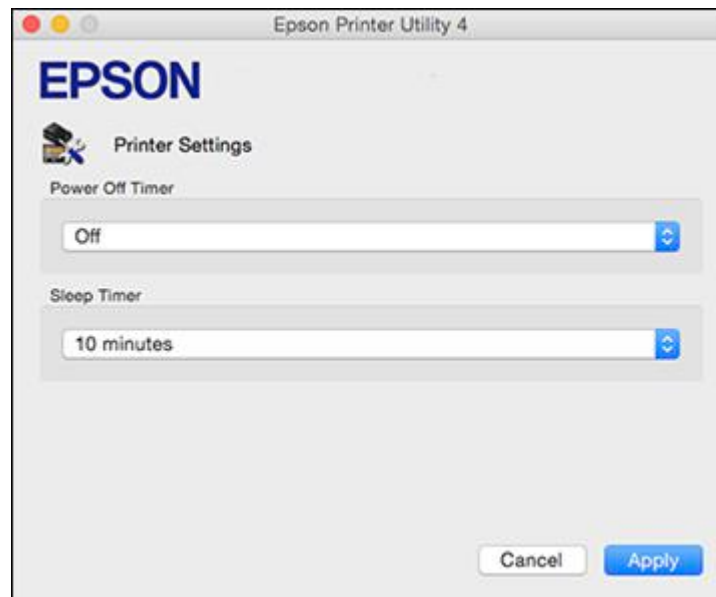 Epson Printer Utility 4
EPSON
Printer Settings
Power Off Timer
Off
Sleep Timer
10 minutes
Cancel Apply